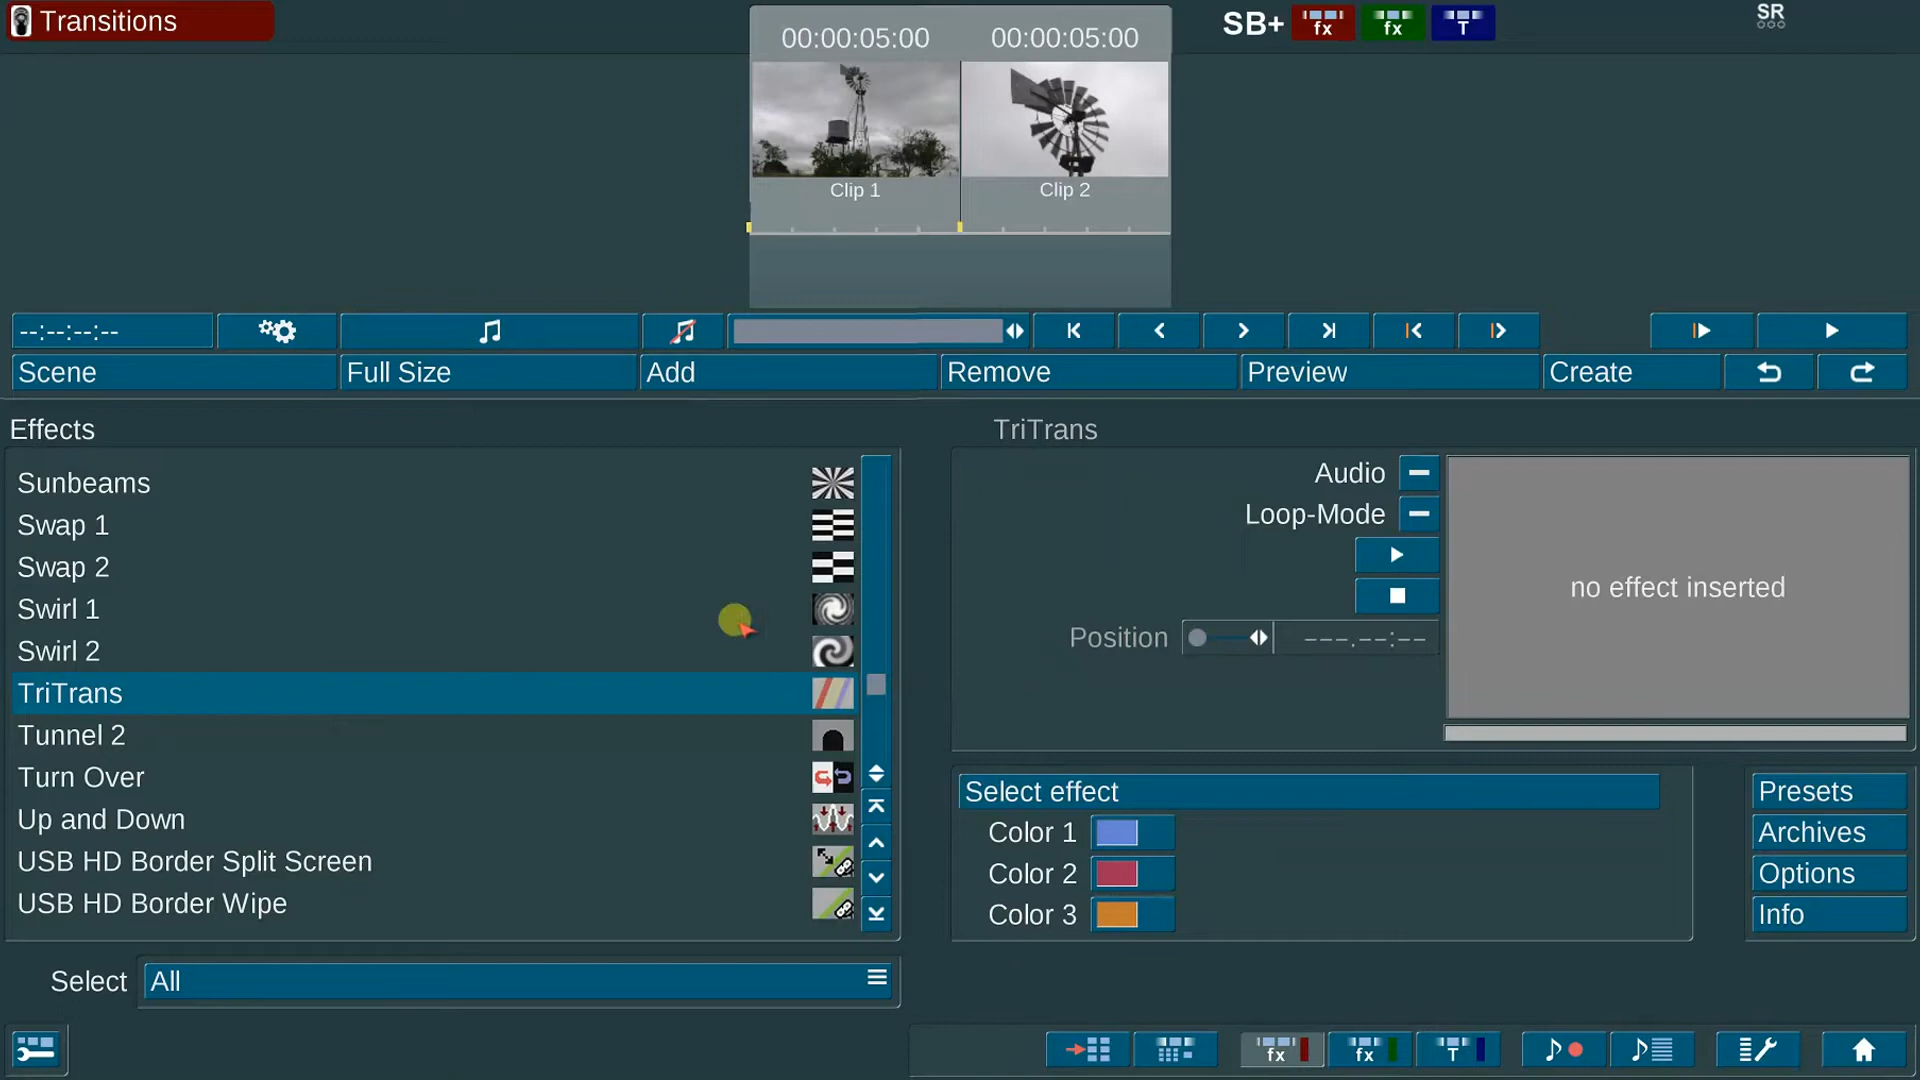 Transitions
00:00:05:00 00:00:05:00
SB+ fx fx T
SR
Clip 1 Clip 2
--:--:--:--
Scene Full Size Add Remove Preview Create
Effects
Sunbeams
Swap 1
Swap 2
Swirl 1
Swirl 2
TriTrans
Tunnel 2
Turn Over
Up and Down
USB HD Border Split Screen
USB HD Border Wipe
Select All
TriTrans
Audio
Loop-Mode
Position ---.--:--
no effect inserted
Select effect
Color 1
Color 2
Color 3
Presets
Archives
Options
Info
fx fx T